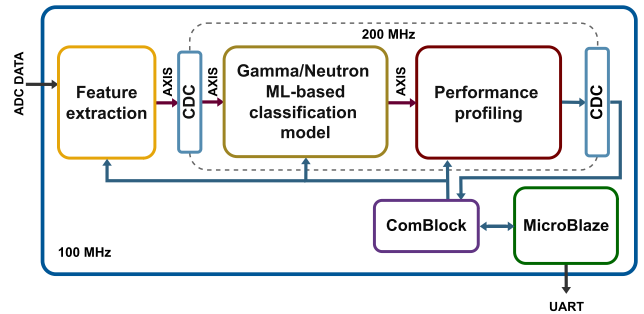 200 MHz
ADC DATA
Feature
extraction
AXIS
CDC
AXIS
Gamma/Neutron
ML-based
classification
model
AXIS
Performance
profiling
CDC
ComBlock
MicroBlaze
100 MHz
UART